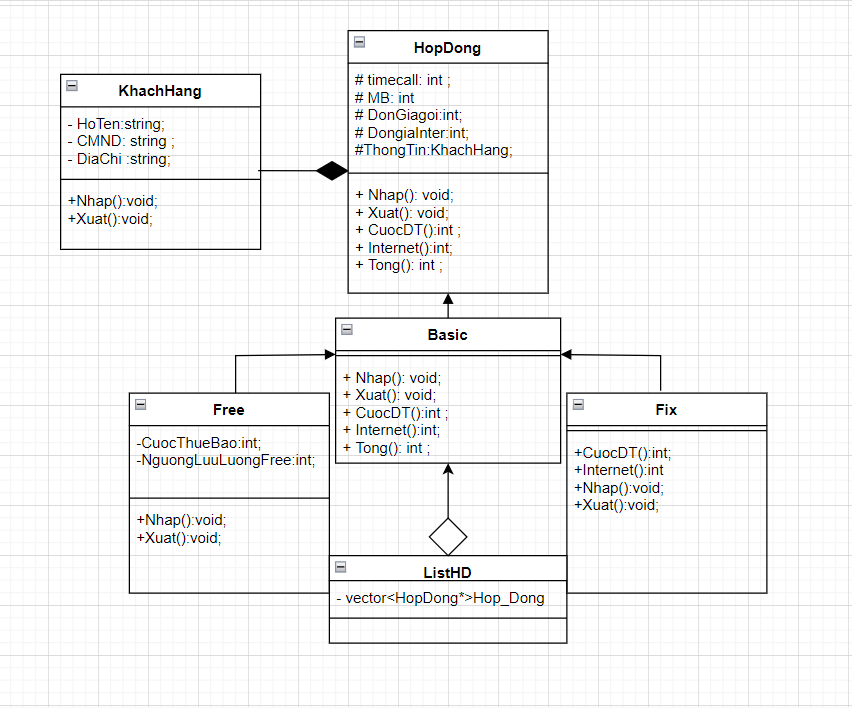 HopDong
# timecall: int ;
# MB: int
# DonGiagoi:int;
# DongiaInter:int;
#ThongTin:KhachHang;
+ Nhap(): void;
+ Xuat(): void;
+ CuocDT():int ;
+ Internet():int;
+ Tong(): int ;
KhachHang
- HoTen:string;
- CMND: string ;
- DiaChi :string;
+Nhap():void;
+Xuat():void;
Basic
+ Nhap(): void;
+ Xuat(): void;
+ CuocDT():int ;
+ Internet():int;
+ Tong(): int ;
Free
-CuocThueBao:int;
-NguongLuuLuongFree:int;
+Nhap():void;
+Xuat():void;
Fix
+CuocDT():int;
+Internet():int
+Nhap():void;
+Xuat():void;
ListHD
- vector<HopDong*>Hop_Dong